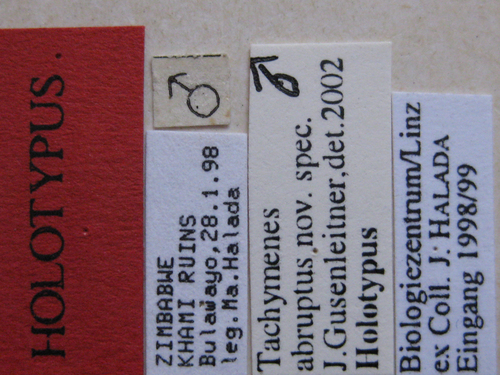 HOLOTYPUS.
♂
ZIMBABWE
KHAMI RUINS
Bulawayo,28.1.98
leg.Ma.Halada
♂
Tachymenes
abruptus nov. spec.
J.Gusenleitner,det.2002
Holotypus
Biologiezentrum/Linz
ex Coll. J. HALADA
Eingang 1998/99